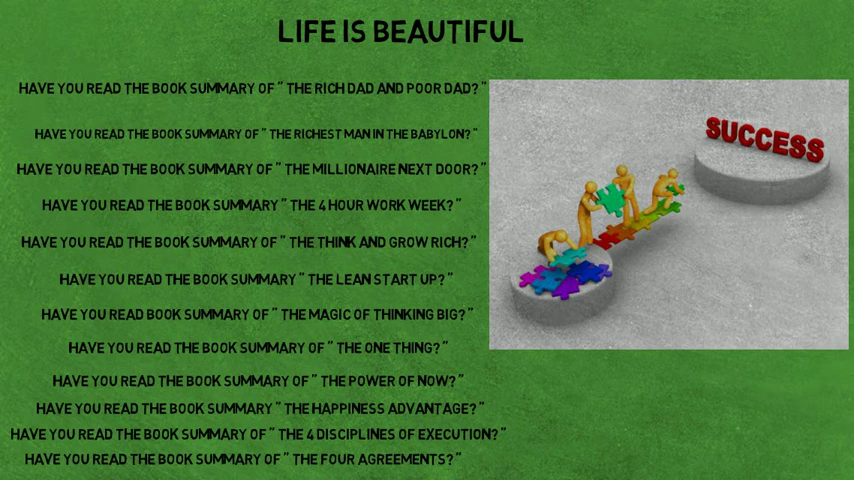 LIFE IS BEAUTIFUL
HAVE YOU READ THE BOOK SUMMARY OF " THE RICH DAD AND POOR DAD? "
HAVE YOU READ THE BOOK SUMMARY OF " THE RICHEST MAN IN THE BABYLON? "
HAVE YOU READ THE BOOK SUMMARY OF " THE MILLIONAIRE NEXT DOOR? "
HAVE YOU READ THE BOOK SUMMARY " THE 4 HOUR WORK WEEK? "
HAVE YOU READ THE BOOK SUMMARY OF " THE THINK AND GROW RICH? "
HAVE YOU READ THE BOOK SUMMARY " THE LEAN START UP? "
HAVE YOU READ BOOK SUMMARY OF " THE MAGIC OF THINKING BIG? "
HAVE YOU READ THE BOOK SUMMARY OF " THE ONE THING? "
HAVE YOU READ THE BOOK SUMMARY OF " THE POWER OF NOW? "
HAVE YOU READ THE BOOK SUMMARY " THE HAPPINESS ADVANTAGE? "
HAVE YOU READ THE BOOK SUMMARY OF " THE 4 DISCIPLINES OF EXECUTION? "
HAVE YOU READ THE BOOK SUMMARY OF " THE FOUR AGREEMENTS? "
SUCCESS